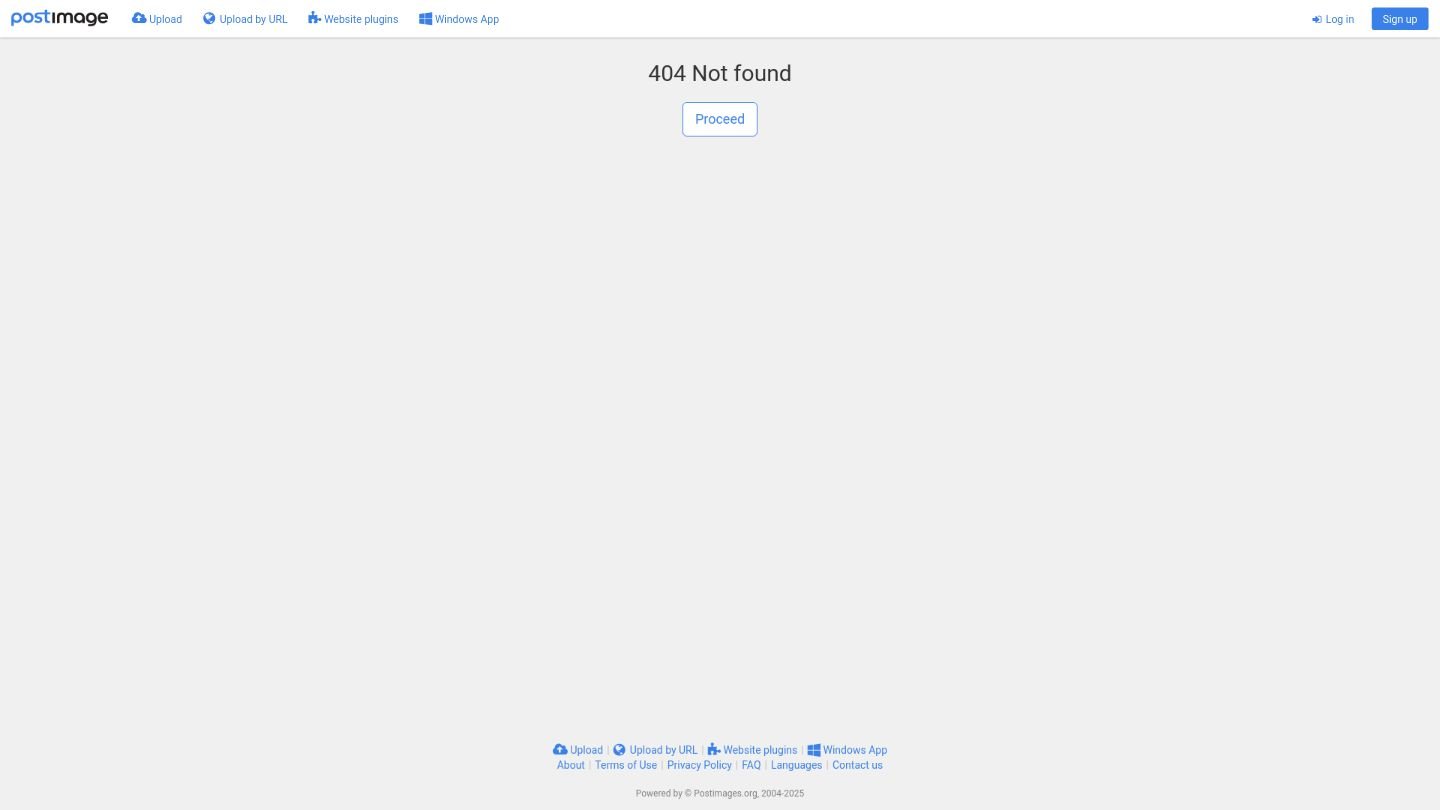 postimage Upload Upload by URL Website plugins Windows App Log in Sign up
404 Not found
Proceed
Upload | Upload by URL | Website plugins | Windows App
About | Terms of Use | Privacy Policy | FAQ | Languages | Contact us
Powered by © Postimages.org, 2004-2025